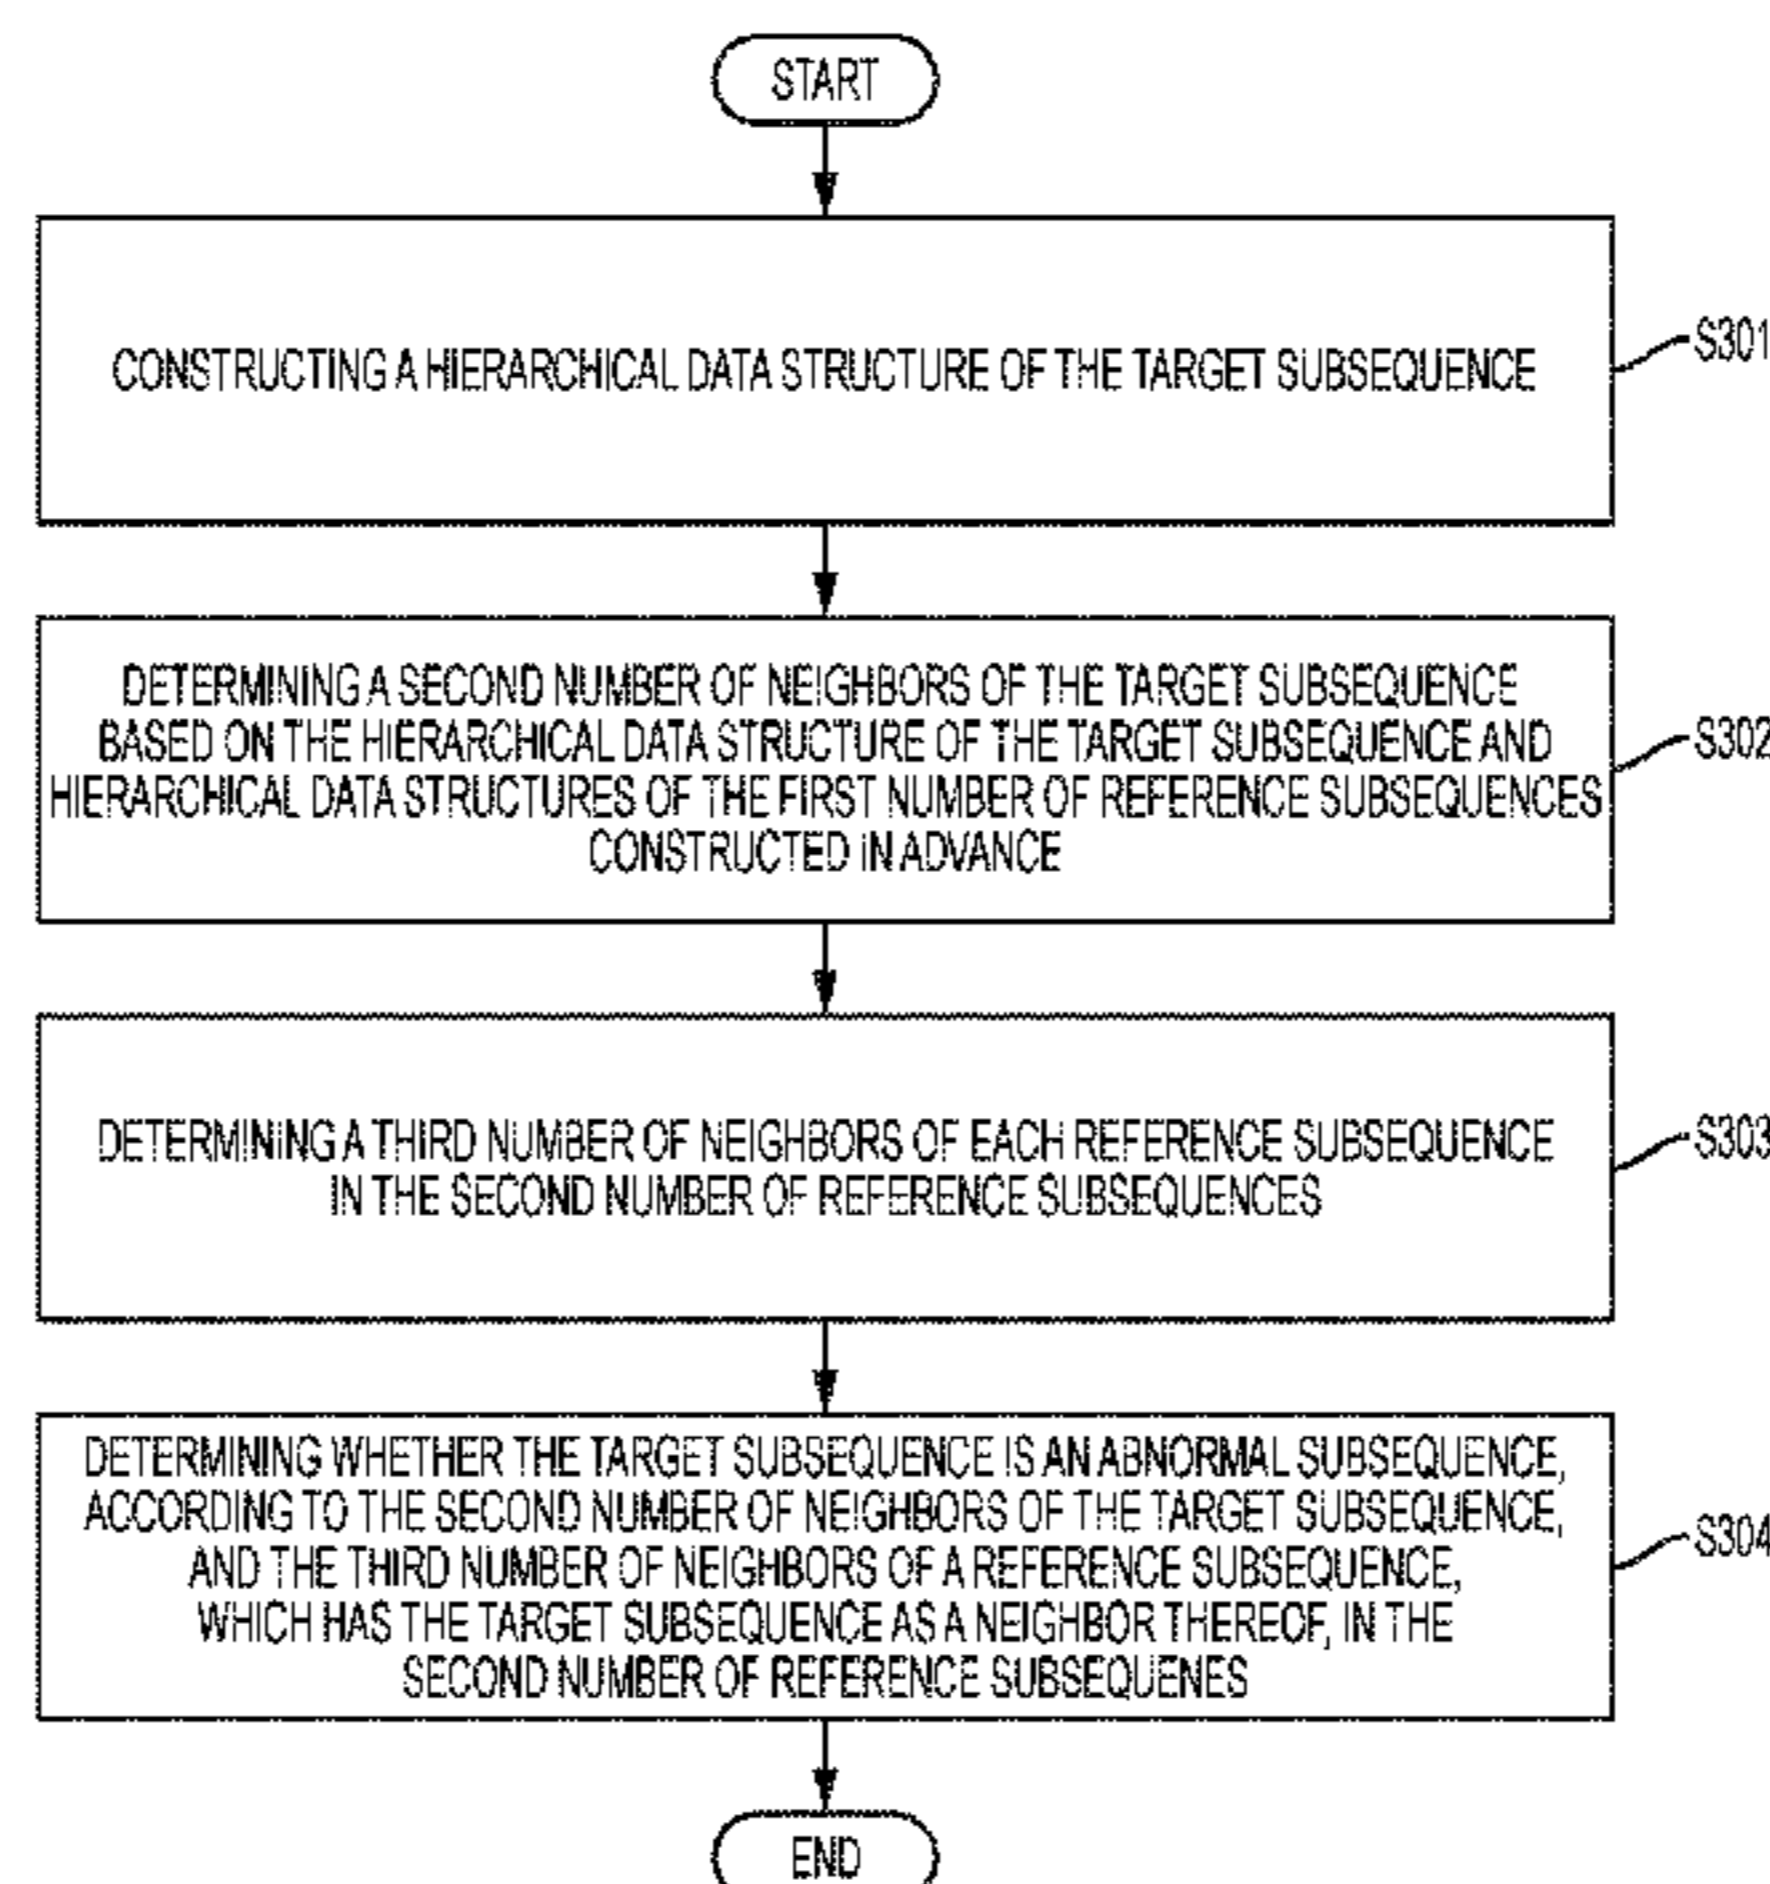 START
CONSTRUCTING A HIERARCHICAL DATA STRUCTURE OF THE TARGET SUBSEQUENCE
S301
DETERMINING A SECOND NUMBER OF NEIGHBORS OF THE TARGET SUBSEQUENCE
BASED ON THE HIERARCHICAL DATA STRUCTURE OF THE TARGET SUBSEQUENCE AND
HIERARCHICAL DATA STRUCTURES OF THE FIRST NUMBER OF REFERENCE SUBSEQUENCES
CONSTRUCTED IN ADVANCE
S302
DETERMINING A THIRD NUMBER OF NEIGHBORS OF EACH REFERENCE SUBSEQUENCE
IN THE SECOND NUMBER OF REFERENCE SUBSEQUENCES
S303
DETERMINING WHETHER THE TARGET SUBSEQUENCE IS AN ABNORMAL SUBSEQUENCE,
ACCORDING TO THE SECOND NUMBER OF NEIGHBORS OF THE TARGET SUBSEQUENCE,
AND THE THIRD NUMBER OF NEIGHBORS OF A REFERENCE SUBSEQUENCE,
WHICH HAS THE TARGET SUBSEQUENCE AS A NEIGHBOR THEREOF, IN THE
SECOND NUMBER OF REFERENCE SUBSEQUENES
S304
END